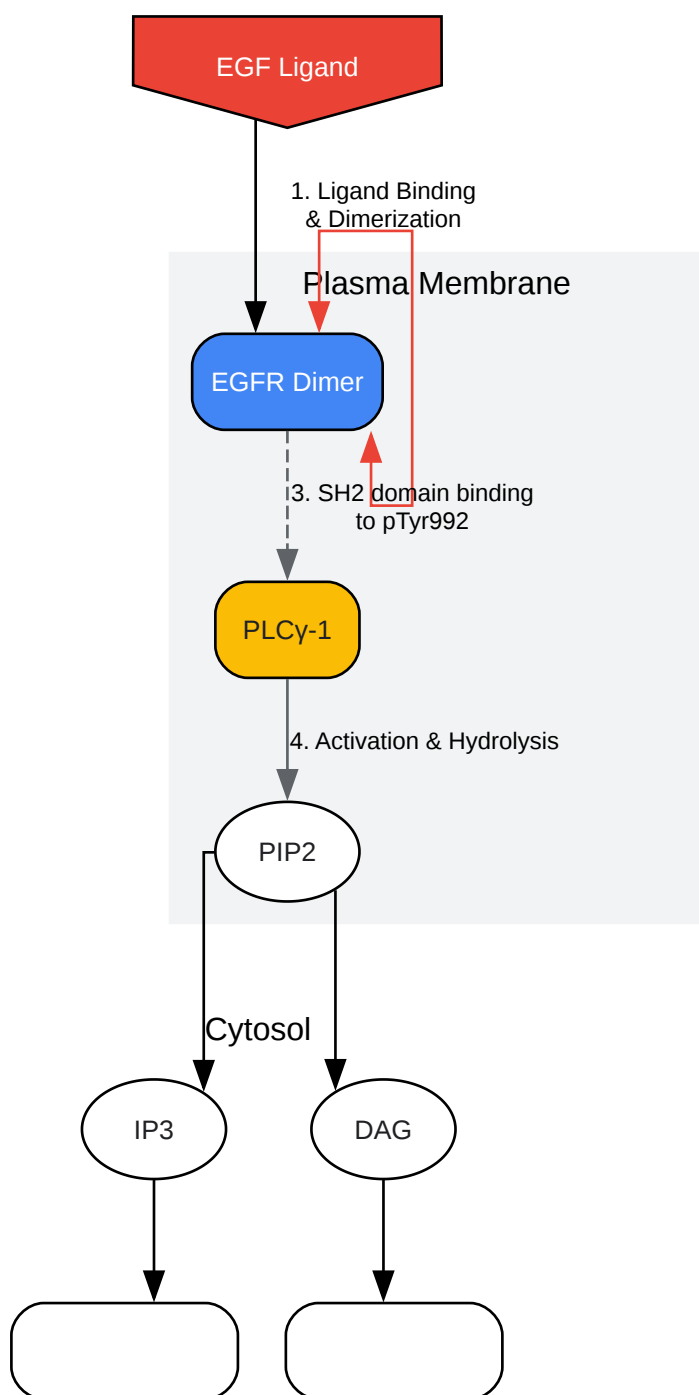 EGF Ligand
1. Ligand Binding
& Dimerization
Plasma Membrane
EGFR Dimer
3. SH2 domain binding
to pTyr992
PLCγ-1
4. Activation & Hydrolysis
PIP2
Cytosol
IP3
DAG